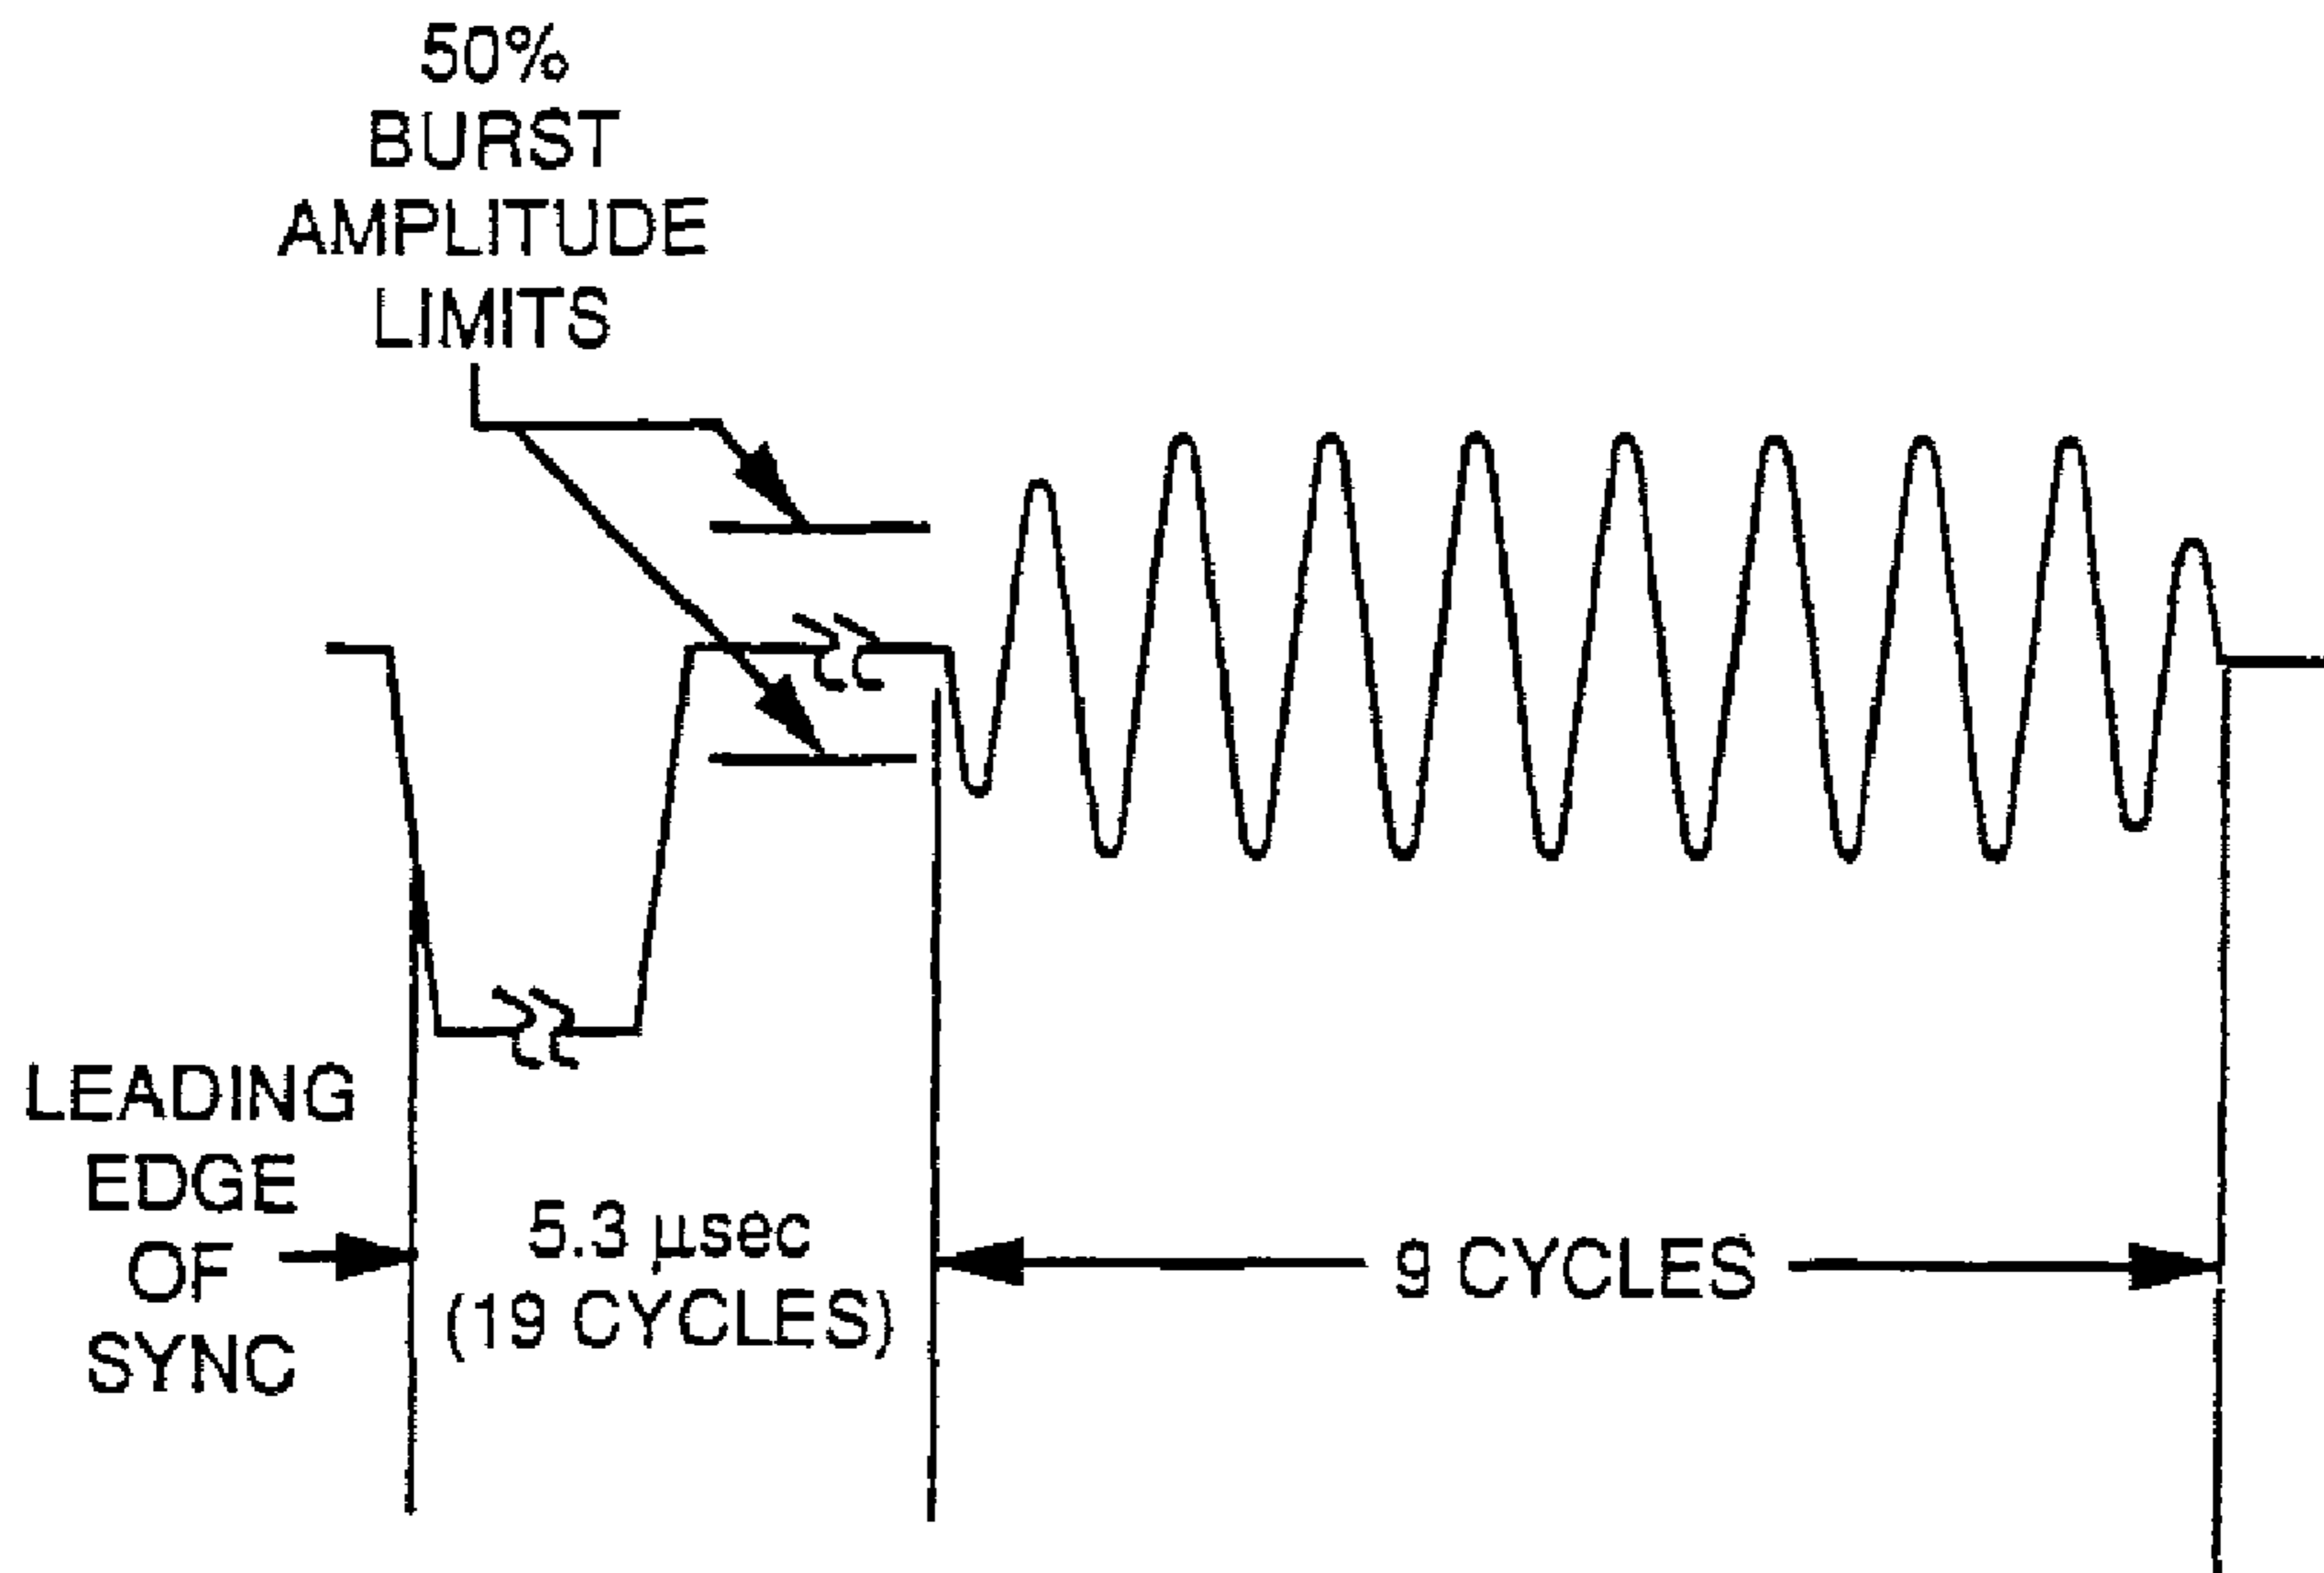 50%
BURST
AMPLITUDE
LIMITS
LEADING
EDGE
OF
SYNC
5.3 µsec
(19 CYCLES)
9 CYCLES